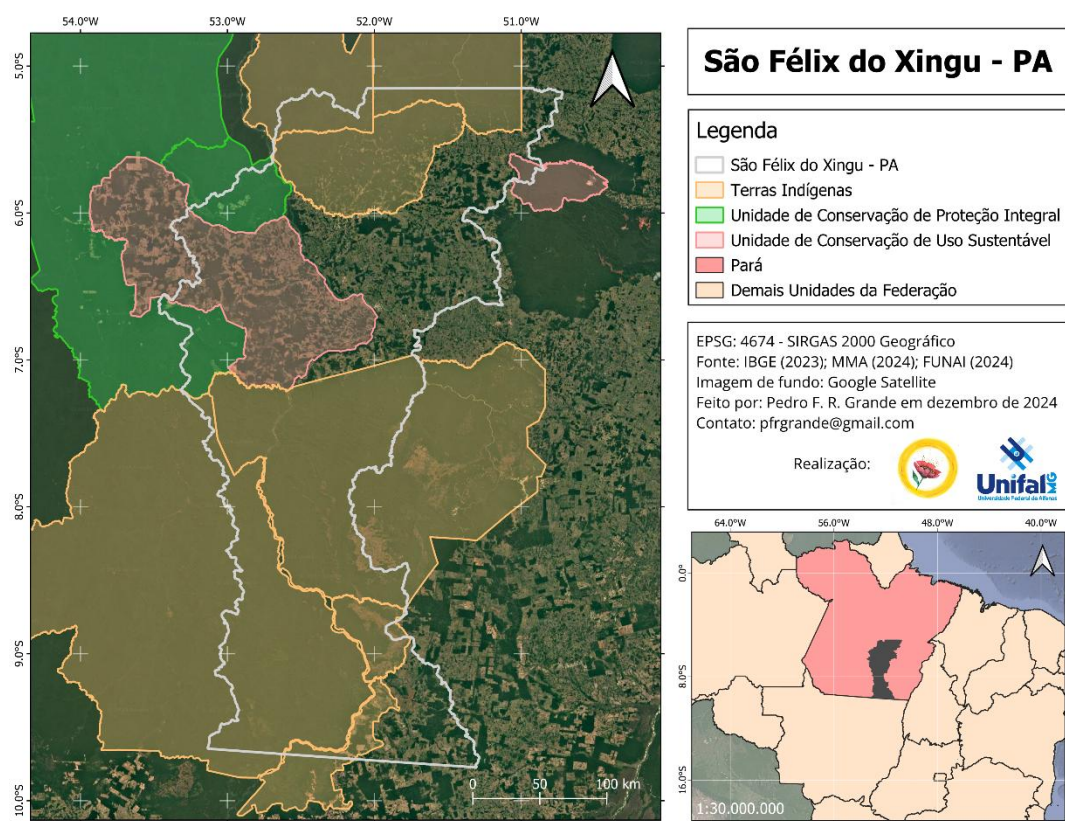 54.0°W 53.0°W 52.0°W 51.0°W
5.0°S
6.0°S
7.0°S
8.0°S
9.0°S
10.0°S
0 50 100 km
São Félix do Xingu - PA
Legenda
São Félix do Xingu - PA
Terras Indígenas
Unidade de Conservação de Proteção Integral
Unidade de Conservação de Uso Sustentável
Pará
Demais Unidades da Federação
EPSG: 4674 - SIRGAS 2000 Geográfico
Fonte: IBGE (2023); MMA (2024); FUNAI (2024)
Imagem de fundo: Google Satellite
Feito por: Pedro F. R. Grande em dezembro de 2024
Contato: pfrgrande@gmail.com
Realização:
Unifal MG
Universidade Federal de Alfenas
64.0°W 56.0°W 48.0°W 40.0°W
0.0°
8.0°S
16.0°S
1:30.000.000